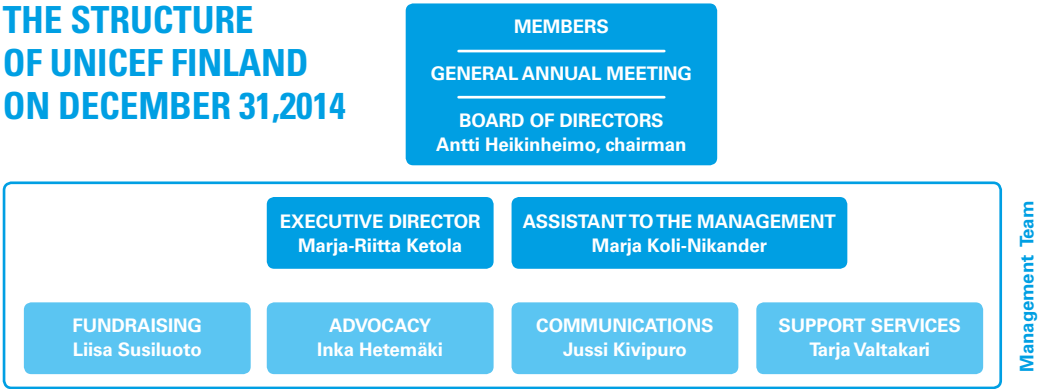 THE STRUCTURE
OF UNICEF FINLAND
ON DECEMBER 31,2014
MEMBERS
GENERAL ANNUAL MEETING
BOARD OF DIRECTORS
Antti Heikinheimo, chairman
EXECUTIVE DIRECTOR
Marja-Riitta Ketola
ASSISTANT TO THE MANAGEMENT
Marja Koli-Nikander
FUNDRAISING
Liisa Susiluoto
ADVOCACY
Inka Hetemäki
COMMUNICATIONS
Jussi Kivipuro
SUPPORT SERVICES
Tarja Valtakari
Management Team